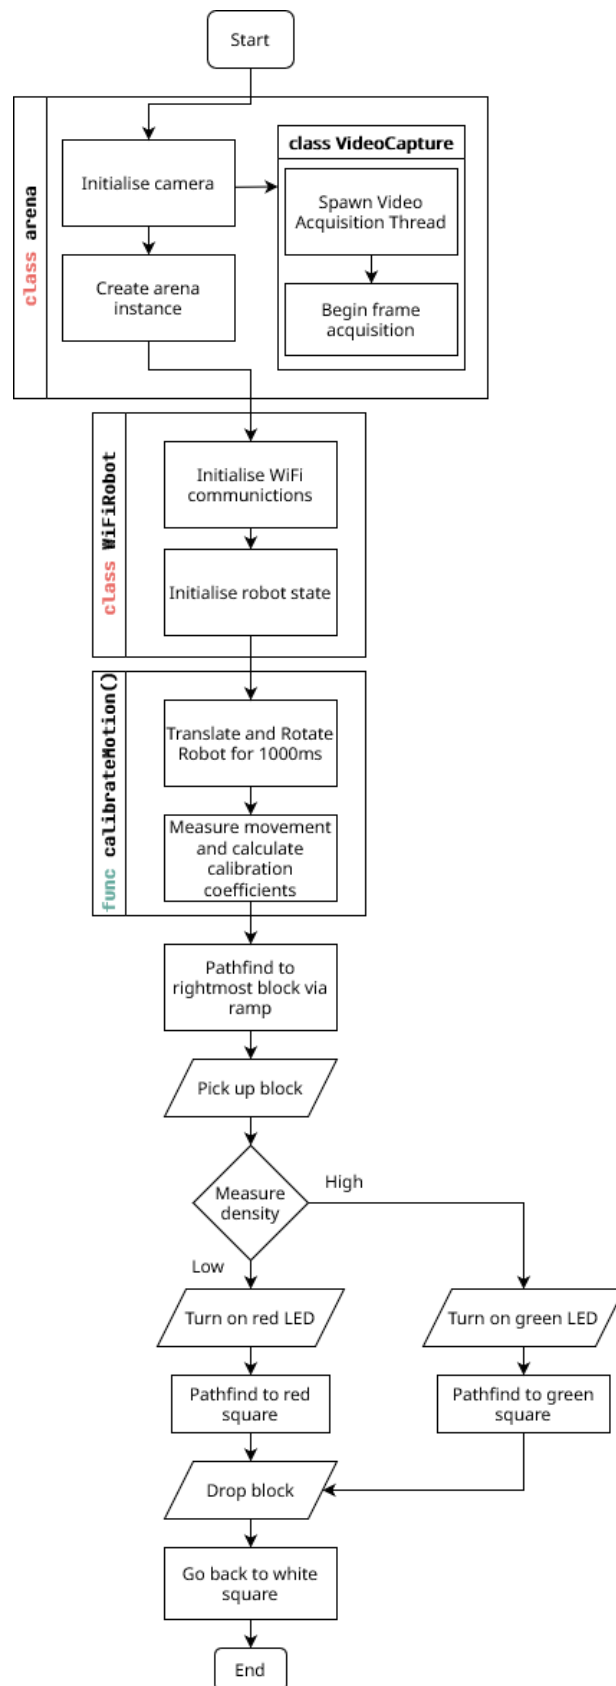 Start
class arena
Initialise camera
class VideoCapture
Spawn Video
Acquisition Thread
Create arena
instance
Begin frame
acquisition
class WiFiRobot
Initialise WiFi
communictions
Initialise robot state
func calibrateMotion()
Translate and Rotate
Robot for 1000ms
Measure movement
and calculate
calibration
coefficients
Pathfind to
rightmost block via
ramp
Pick up block
Measure
density
High
Low
Turn on red LED
Turn on green LED
Pathfind to red
square
Pathfind to green
square
Drop block
Go back to white
square
End